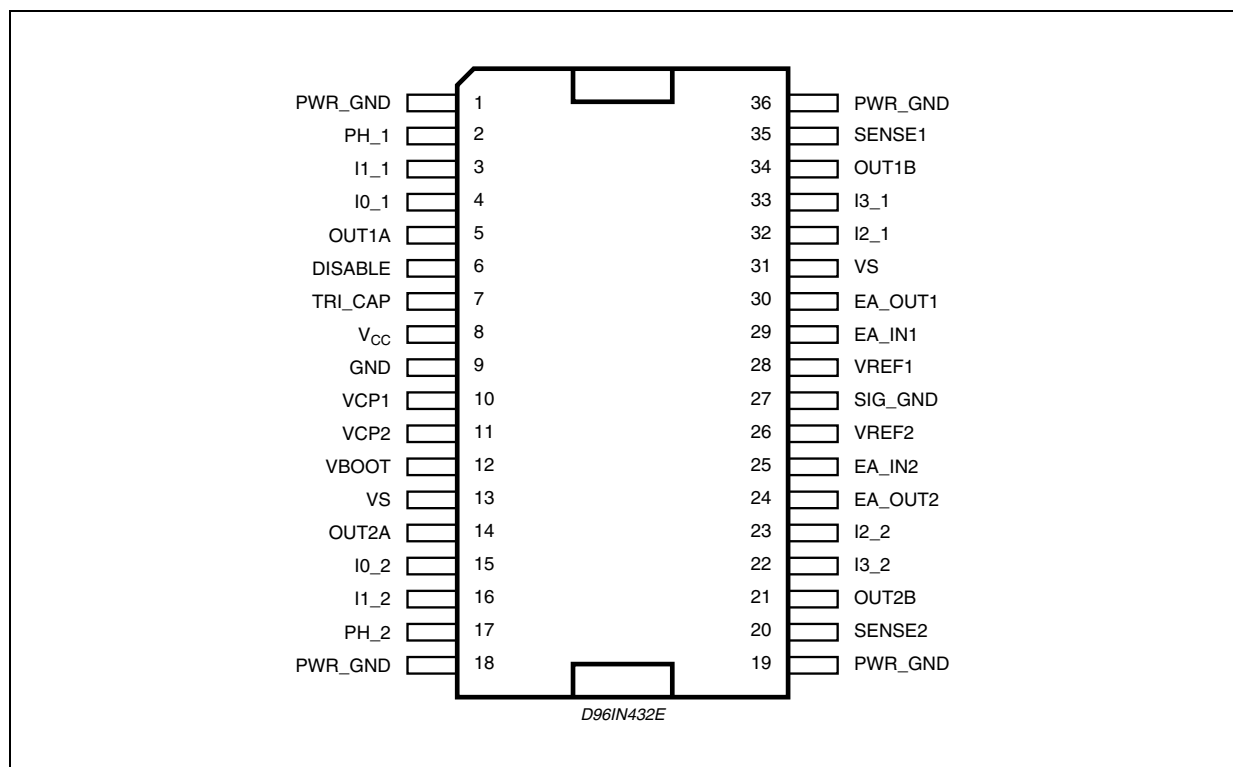 PWR_GND 1 36 PWR_GND
PH_1 2 35 SENSE1
I1_1 3 34 OUT1B
I0_1 4 33 I3_1
OUT1A 5 32 I2_1
DISABLE 6 31 VS
TRI_CAP 7 30 EA_OUT1
VCC 8 29 EA_IN1
GND 9 28 VREF1
VCP1 10 27 SIG_GND
VCP2 11 26 VREF2
VBOOT 12 25 EA_IN2
VS 13 24 EA_OUT2
OUT2A 14 23 I2_2
I0_2 15 22 I3_2
I1_2 16 21 OUT2B
PH_2 17 20 SENSE2
PWR_GND 18 19 PWR_GND
D96IN432E